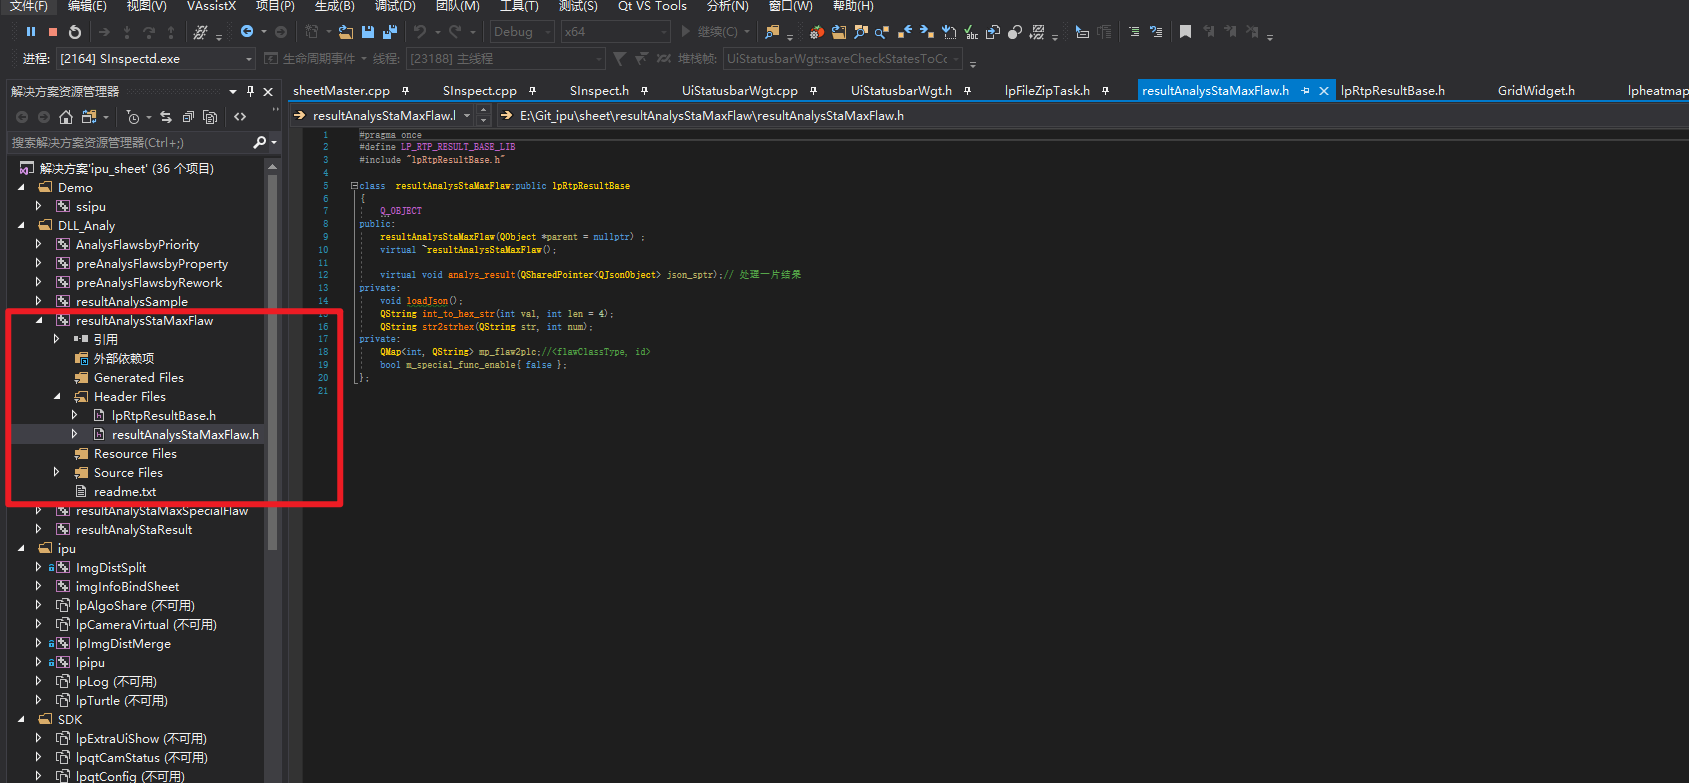 文件(F) 编辑(E) 视图(V) VAssistX 项目(P) 生成(B) 调试(D) 团队(M) 工具(T) 测试(S) Qt VS Tools 分析(N) 窗口(W) 帮助(H)
Debug x64 继续(C)
进程: [2164] SInspectd.exe 生命周期事件 线程: [23188] 主线程 堆栈帧: UiStatusbarWgt::saveCheckStatesToCo
解决方案资源管理器
sheetMaster.cpp SInspect.cpp SInspect.h UiStatusbarWgt.cpp UiStatusbarWgt.h lpFileZipTask.h resultAnalysStaMaxFlaw.h lpRtpResultBase.h GridWidget.h lpheatmap
resultAnalysStaMaxFlaw.l E:\Git_ipu\sheet\resultAnalysStaMaxFlaw\resultAnalysStaMaxFlaw.h
搜索解决方案资源管理器(Ctrl+;)
解决方案'ipu_sheet' (36 个项目)
Demo
ssipu
DLL_Analy
AnalysFlawsbyPriority
preAnalysFlawsbyProperty
preAnalysFlawsbyRework
resultAnalysSample
resultAnalysStaMaxFlaw
引用
外部依赖项
Generated Files
Header Files
lpRtpResultBase.h
resultAnalysStaMaxFlaw.h
Resource Files
Source Files
readme.txt
resultAnalyStaMaxSpecialFlaw
resultAnalyStaResult
ipu
ImgDistSplit
imgInfoBindSheet
lpAlgoShare (不可用)
lpCameraVirtual (不可用)
lpImgDistMerge
lpipu
lpLog (不可用)
lpTurtle (不可用)
SDK
lpExtraUiShow (不可用)
lpqtCamStatus (不可用)
lpqtConfig (不可用)
1 #pragma once
2 #define LP_RTP_RESULT_BASE_LIB
3 #include "lpRtpResultBase.h"
4
5 class resultAnalysStaMaxFlaw:public lpRtpResultBase
6 {
7 Q_OBJECT
8 public:
9 resultAnalysStaMaxFlaw(QObject *parent = nullptr) ;
10 virtual ~resultAnalysStaMaxFlaw();
11
12 virtual void analys_result(QSharedPointer<QJsonObject> json_sptr);// 处理一片结果
13 private:
14 void loadJson();
15 QString int_to_hex_str(int val, int len = 4);
16 QString str2strhex(QString str, int num);
17 private:
18 QMap<int, QString> mp_flaw2plc;//<flawClassType, id>
19 bool m_special_func_enable{ false };
20 };
21